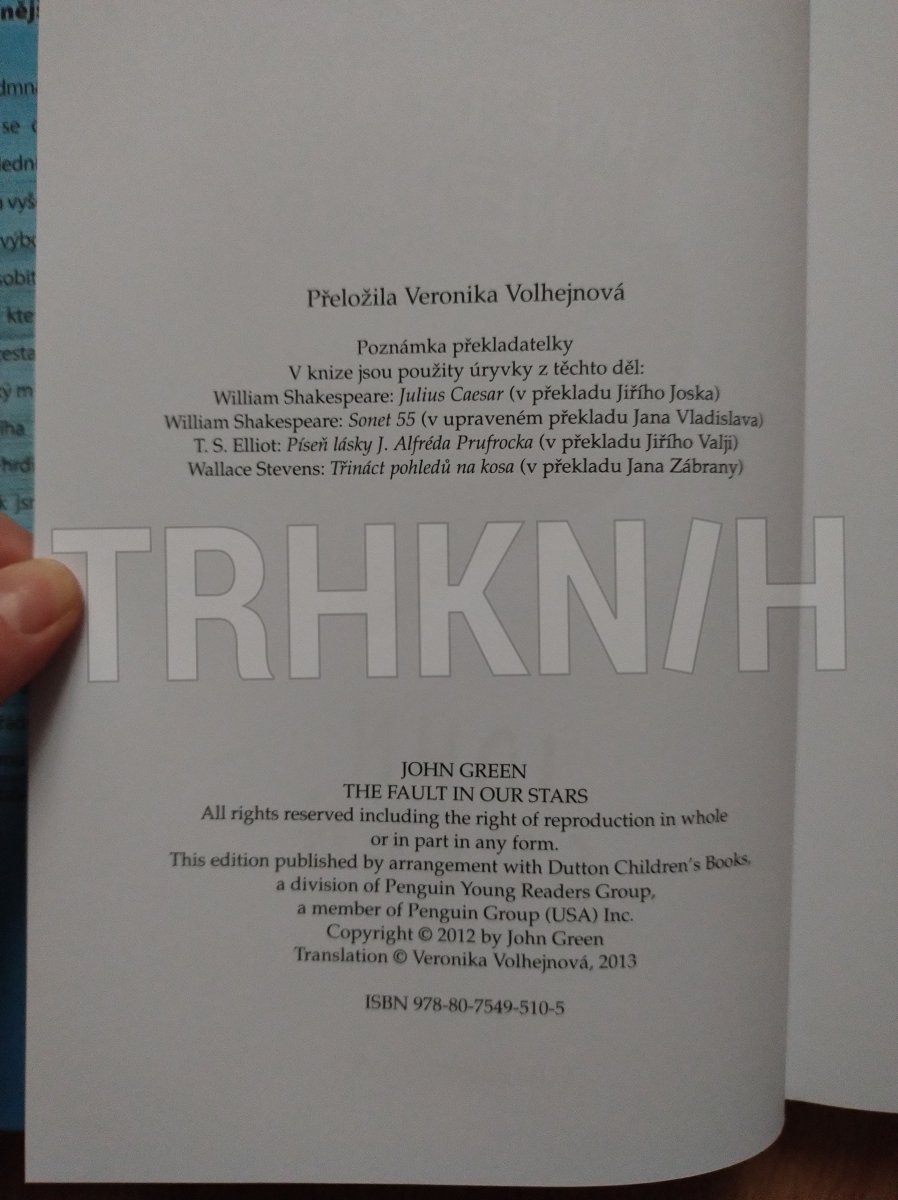 Přeložila Veronika Volhejnová
Poznámka překladatelky
V knize jsou použity úryvky z těchto děl:
William Shakespeare: Julius Caesar (v překladu Jiřího Joska)
William Shakespeare: Sonet 55 (v upraveném překladu Jana Vladislava)
T. S. Elliot: Píseň lásky J. Alfréda Prufrocka (v překladu Jiřího Valji)
Wallace Stevens: Třináct pohledů na kosa (v překladu Jana Zábrany)
TRHKNIH
JOHN GREEN
THE FAULT IN OUR STARS
All rights reserved including the right of reproduction in whole
or in part in any form.
This edition published by arrangement with Dutton Children's Books,
a division of Penguin Young Readers Group,
a member of Penguin Group (USA) Inc.
Copyright © 2012 by John Green
Translation © Veronika Volhejnová, 2013
ISBN 978-80-7549-510-5